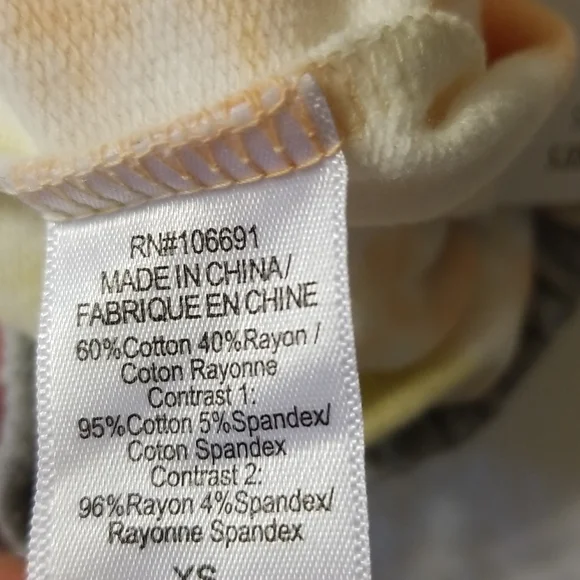 RN#106691
MADE IN CHINA/
FABRIQUE EN CHINE
60%Cotton 40%Rayon /
Coton Rayonne
Contrast 1:
95%Cotton 5%Spandex/
Coton Spandex
Contrast 2:
96%Rayon 4%Spandex/
Rayonne Spandex
XS